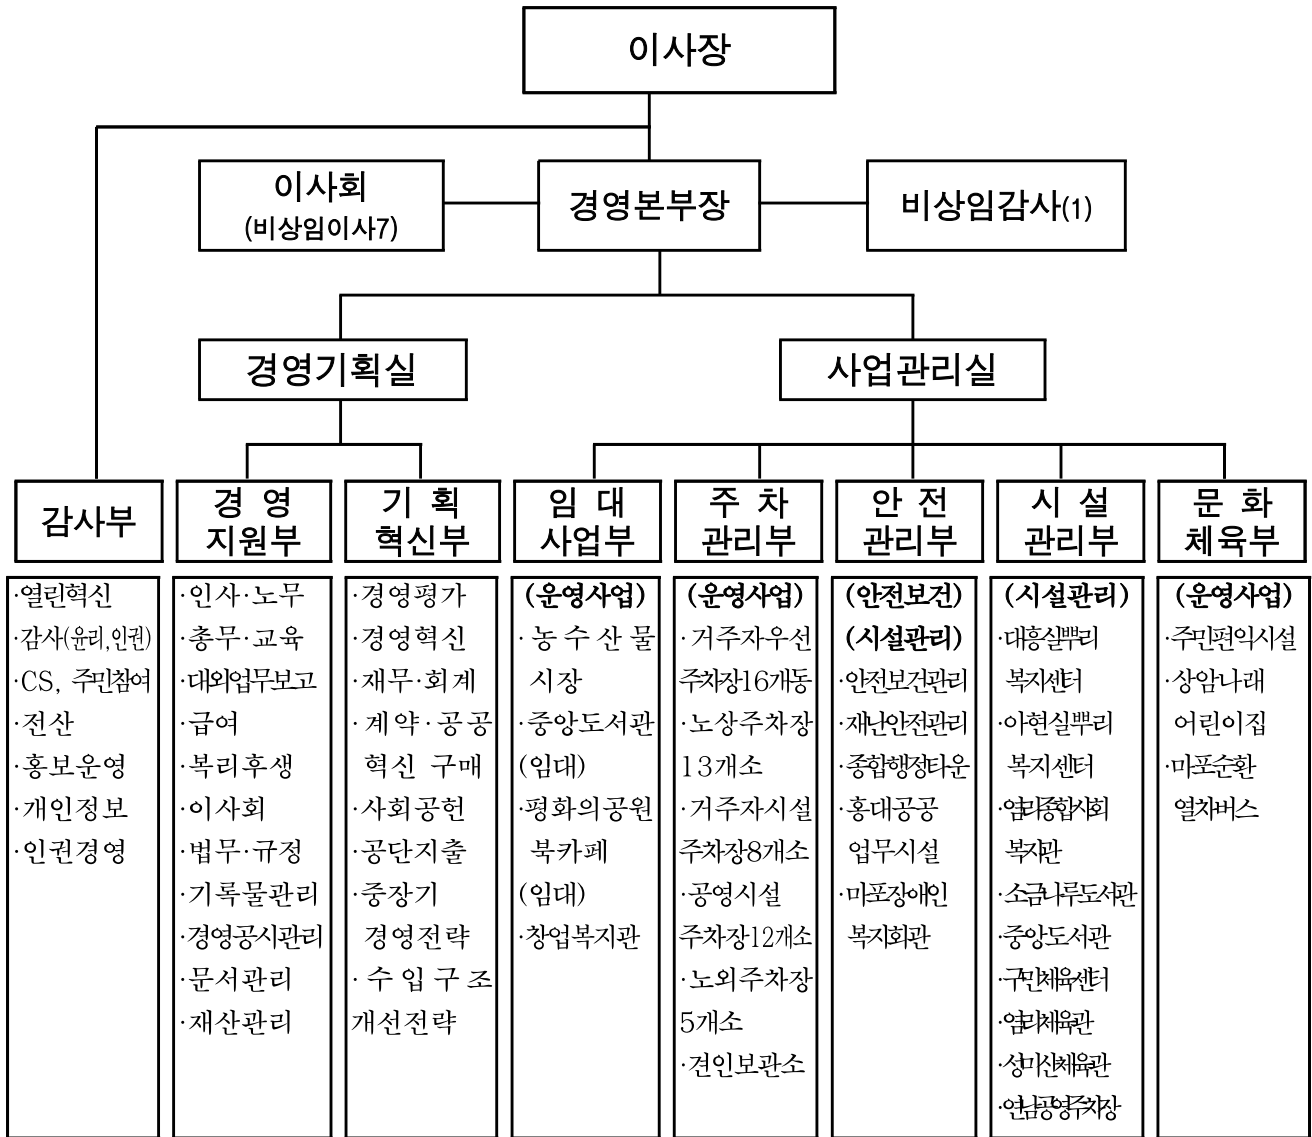 이사장
이사회
(비상임이사7)
경영본부장
비상임감사(1)
경영기획실
사업관리실
감사부
·열린혁신
·감사(윤리,인권)
·CS, 주민참여
·전산
·홍보운영
·개인정보
·인권경영
경 영
지원부
·인사·노무
·총무·교육
·대외업무보고
·급여
·복리후생
·이사회
·법무·규정
·기록물관리
·경영공시관리
·문서관리
·재산관리
기 획
혁신부
·경영평가
·경영혁신
·재무·회계
·계약·공공
혁신 구매
·사회공헌
·공단지출
·중장기
경영전략
·수입구조
개선전략
임 대
사업부
(운영사업)
·농수산물
시장
·중앙도서관
(임대)
·평화의공원
북카페
(임대)
·창업복지관
주 차
관리부
(운영사업)
·거주자우선
주차장16개동
·노상주차장
13개소
·거주자시설
주차장8개소
·공영시설
주차장12개소
·노외주차장
5개소
·견인보관소
안 전
관리부
(안전보건)
(시설관리)
·안전보건관리
·재난안전관리
·종합행정타운
·홍대공공
업무시설
·마포장애인
복지회관
시 설
관리부
(시설관리)
·대흥실뿌리
복지센터
·아현실뿌리
복지센터
·염리종합사회
복지관
·소금나루도서관
·중앙도서관
·구민체육센터
·염리체육관
·성미산체육관
·연남공영주차장
문 화
체육부
(운영사업)
·주민편익시설
·상암나래
어린이집
·마포순환
열차버스